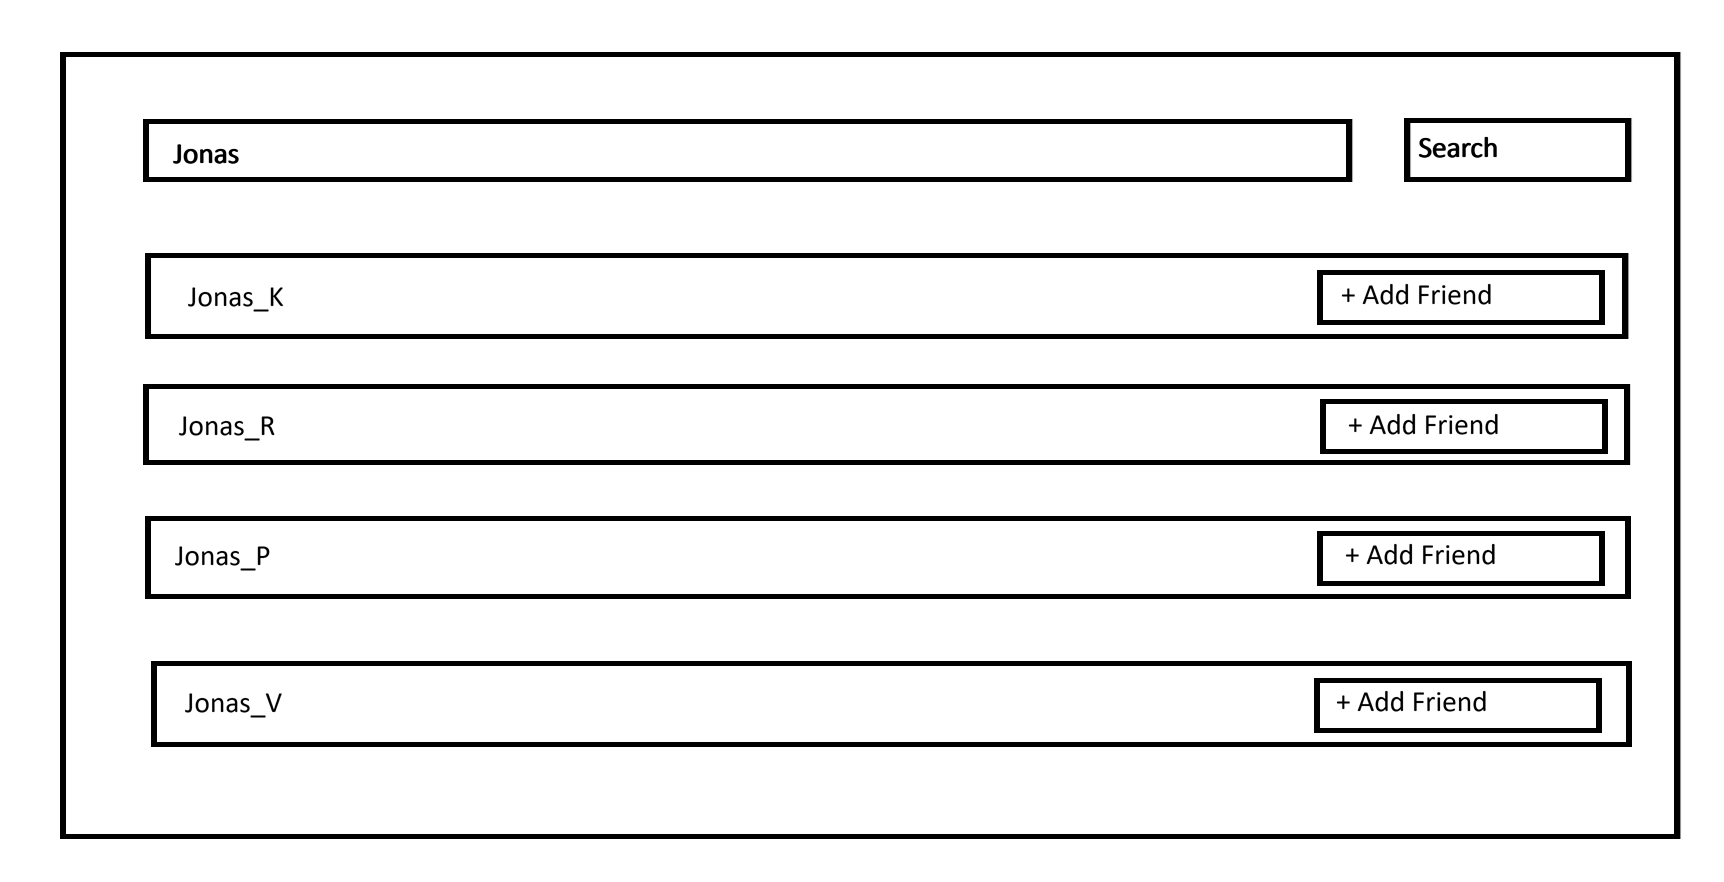 Jonas
Search
Jonas_K
+ Add Friend
Jonas_R
+ Add Friend
Jonas_P
+ Add Friend
Jonas_V
+ Add Friend